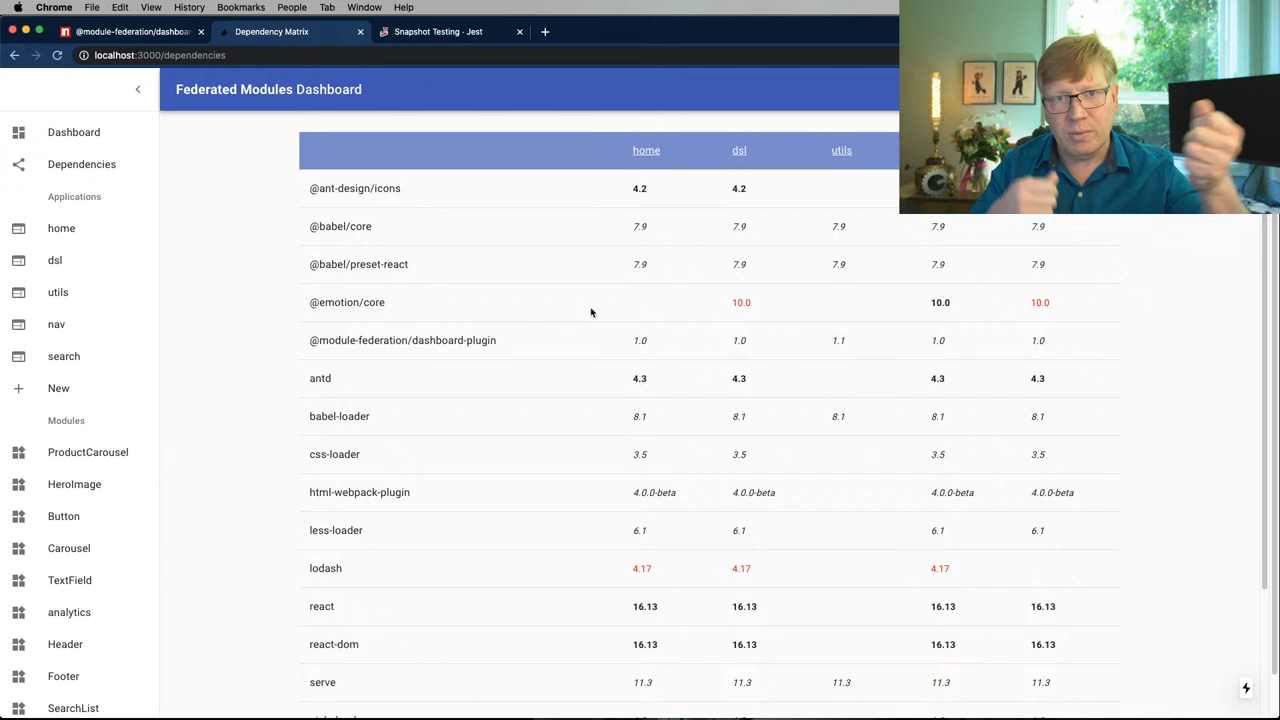 Chrome File Edit View History Bookmarks People Tab Window Help
@module-federation/dashboar
Dependency Matrix
Snapshot Testing · Jest
localhost:3000/dependencies
Federated Modules Dashboard
Dashboard
Dependencies
Applications
home
dsl
utils
nav
search
New
Modules
ProductCarousel
HeroImage
Button
Carousel
TextField
analytics
Header
Footer
SearchList
home dsl utils
@ant-design/icons 4.2 4.2
@babel/core 7.9 7.9 7.9 7.9 7.9
@babel/preset-react 7.9 7.9 7.9 7.9 7.9
@emotion/core 10.0 10.0 10.0
@module-federation/dashboard-plugin 1.0 1.0 1.1 1.0 1.0
antd 4.3 4.3 4.3 4.3
babel-loader 8.1 8.1 8.1 8.1 8.1
css-loader 3.5 3.5 3.5 3.5
html-webpack-plugin 4.0.0-beta 4.0.0-beta 4.0.0-beta 4.0.0-beta
less-loader 6.1 6.1 6.1 6.1
lodash 4.17 4.17 4.17
react 16.13 16.13 16.13 16.13
react-dom 16.13 16.13 16.13 16.13
serve 11.3 11.3 11.3 11.3 11.3